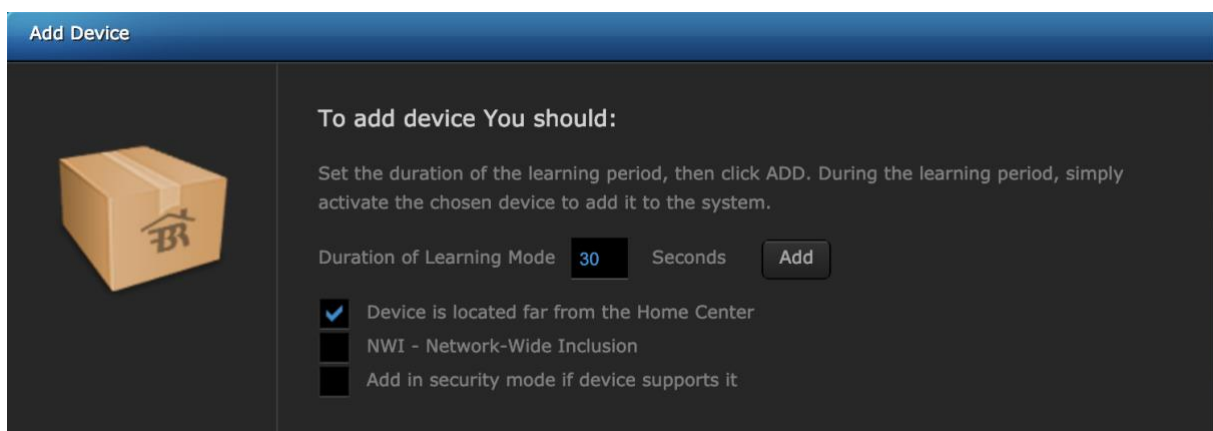 Add Device
To add device You should:
Set the duration of the learning period, then click ADD. During the learning period, simply
activate the chosen device to add it to the system.
Duration of Learning Mode 30 Seconds Add
Device is located far from the Home Center
NWI - Network-Wide Inclusion
Add in security mode if device supports it